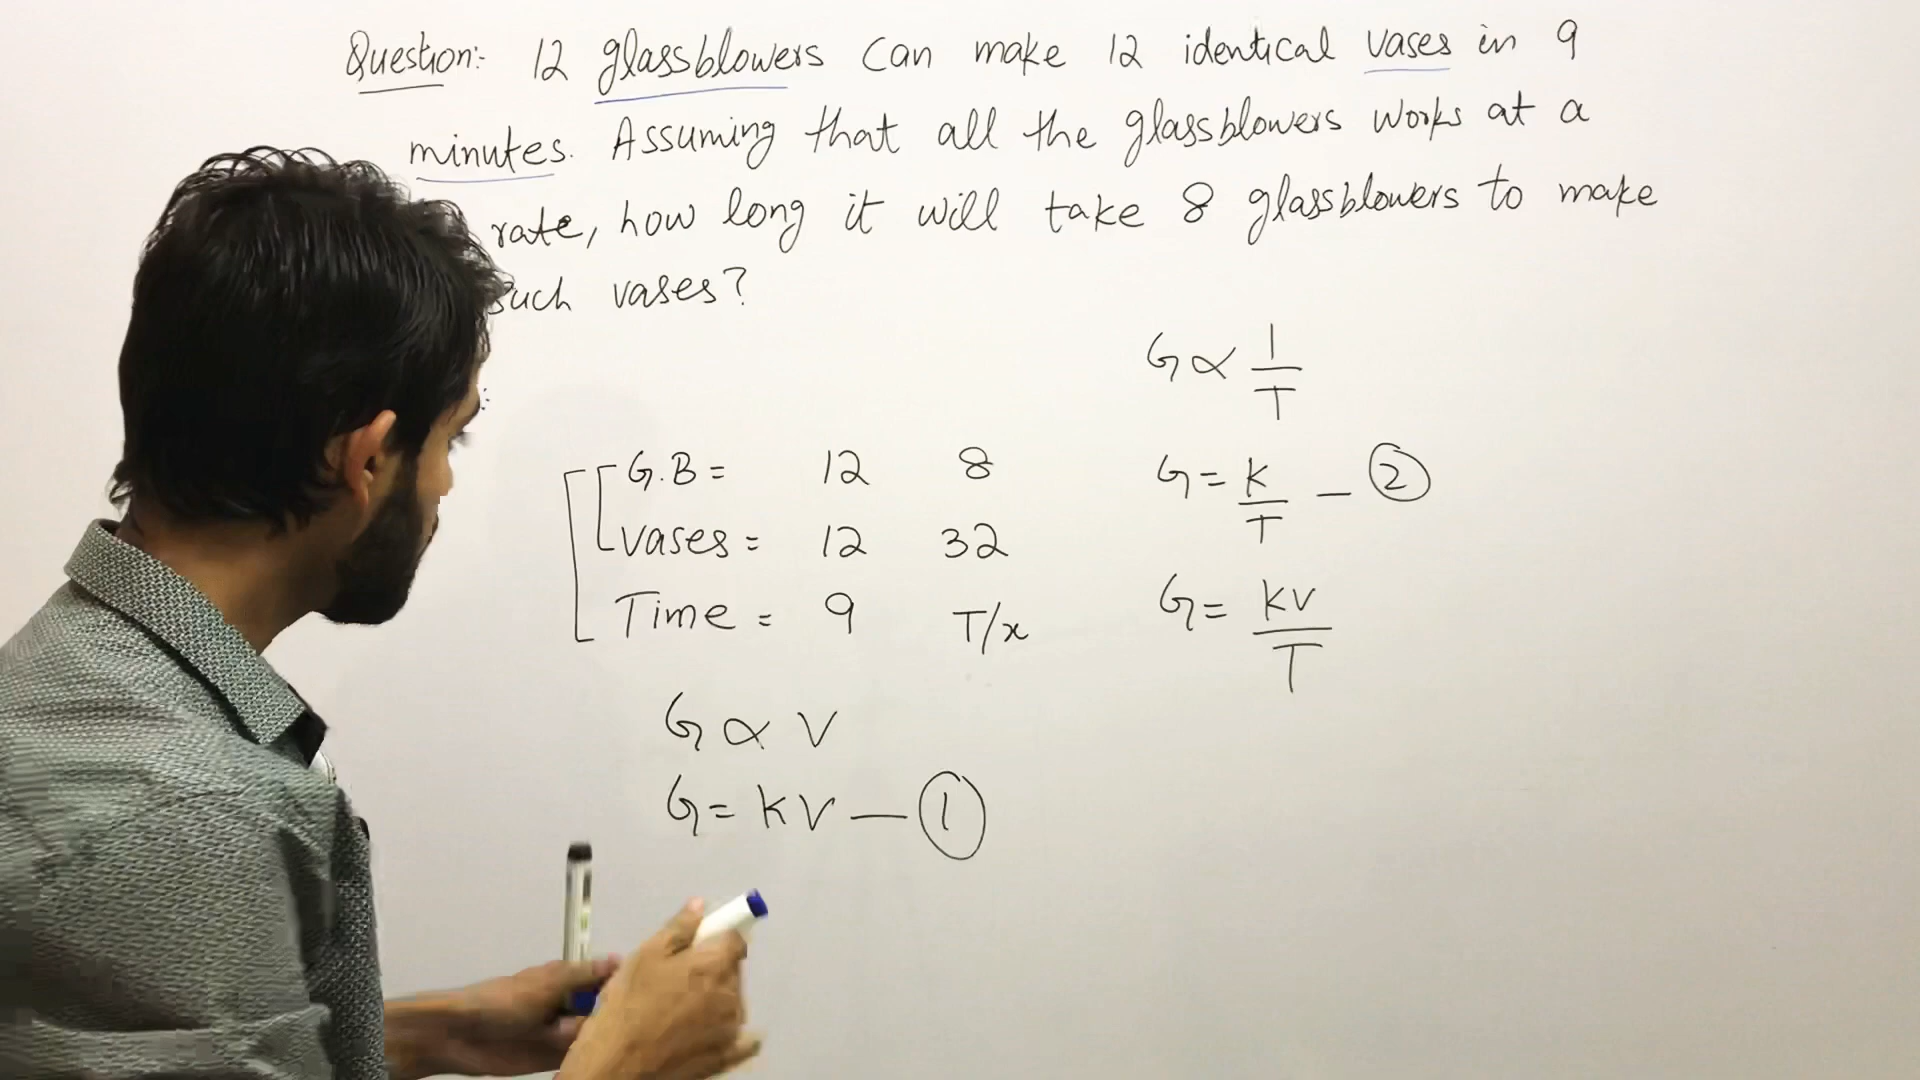 Question:- 12 glassblowers can make 12 identical vases in 9
minutes. Assuming that all the glassblowers works at a
rate, how long it will take 8 glassblowers to make
such vases?
G.B = 12 8
vases = 12 32
Time = 9 T/x
G ∝ V
G = KV — ①
G ∝ 1/T
G = K/T — ②
G = KV/T